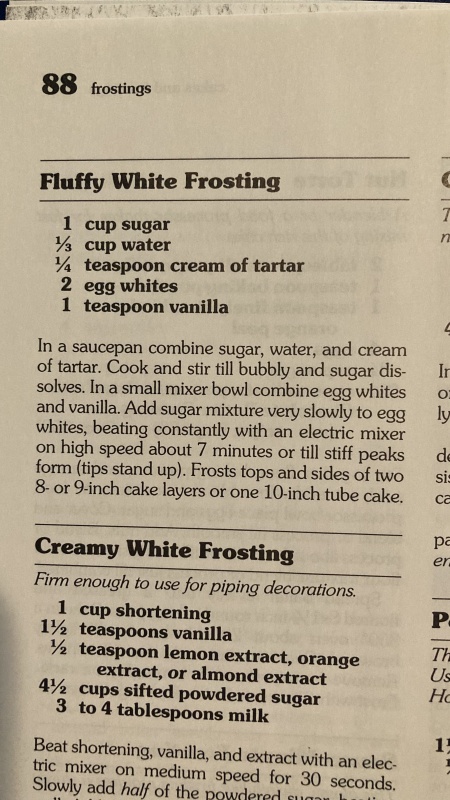 88 frostings
Fluffy White Frosting
1 cup sugar
⅓ cup water
¼ teaspoon cream of tartar
2 egg whites
1 teaspoon vanilla
In a saucepan combine sugar, water, and cream
of tartar. Cook and stir till bubbly and sugar dis-
solves. In a small mixer bowl combine egg whites
and vanilla. Add sugar mixture very slowly to egg
whites, beating constantly with an electric mixer
on high speed about 7 minutes or till stiff peaks
form (tips stand up). Frosts tops and sides of two
8- or 9-inch cake layers or one 10-inch tube cake.
Creamy White Frosting
Firm enough to use for piping decorations.
1 cup shortening
1½ teaspoons vanilla
½ teaspoon lemon extract, orange
extract, or almond extract
4½ cups sifted powdered sugar
3 to 4 tablespoons milk
Beat shortening, vanilla, and extract with an elec-
tric mixer on medium speed for 30 seconds.
Slowly add half of the powdered sugar,